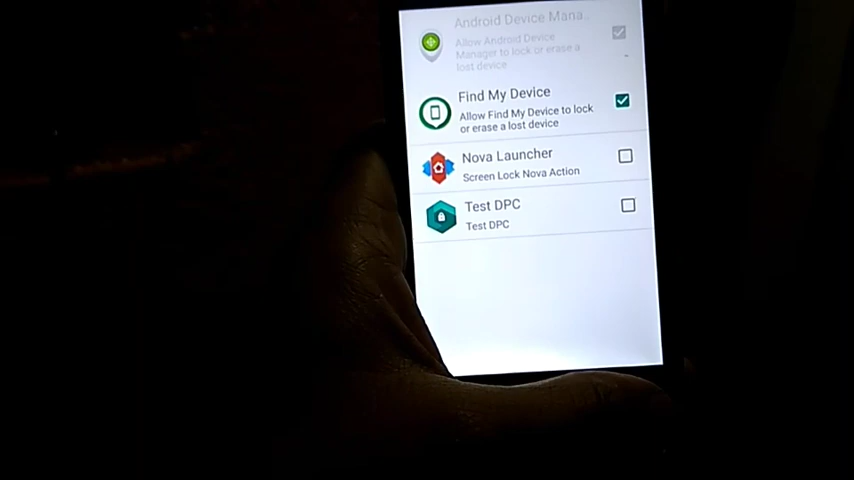 Android Device Mana..
Allow Android Device
Manager to lock or erase a
lost device
Find My Device
Allow Find My Device to lock
or erase a lost device
Nova Launcher
Screen Lock Nova Action
Test DPC
Test DPC